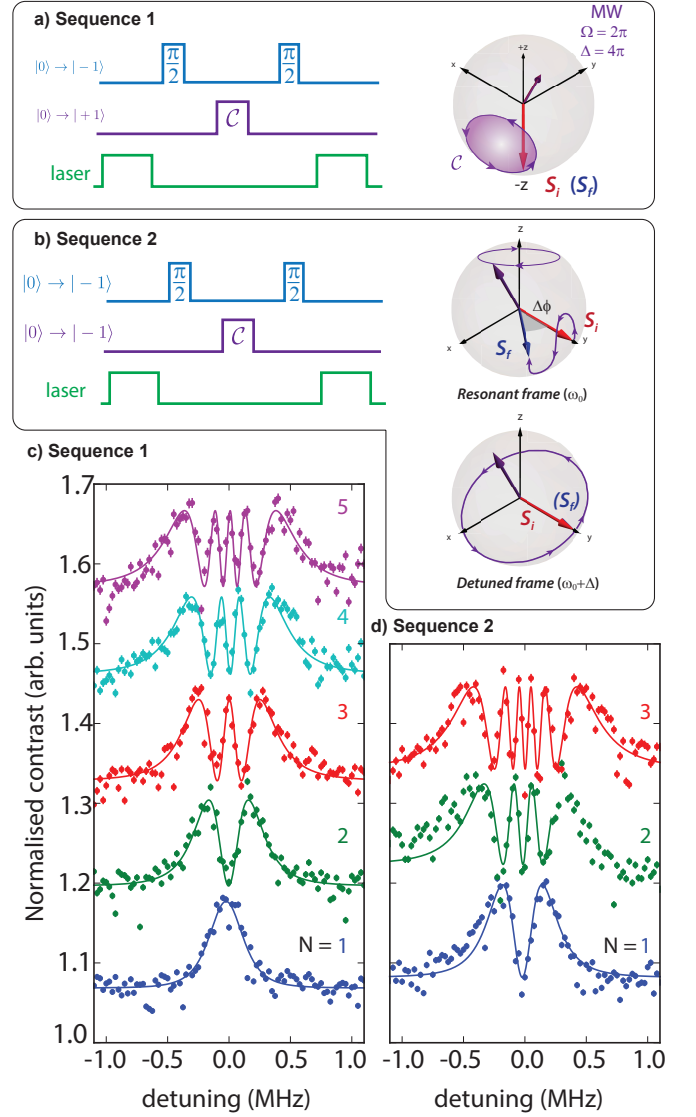 a) Sequence 1
|0⟩ → | −1⟩
π/2
π/2
|0⟩ → | +1⟩
C
laser
MW
Ω = 2π
Δ = 4π
+z
x
y
C
-z
S_i (S_f)
b) Sequence 2
|0⟩ → | −1⟩
π/2
π/2
|0⟩ → | −1⟩
C
laser
z
Δϕ
S_i
S_f
x
y
Resonant frame (ω₀)
z
(S_f)
S_i
x
y
Detuned frame (ω₀+Δ)
c) Sequence 1
1.7
1.6
1.5
1.4
1.3
1.2
1.1
1.0
Normalised contrast (arb. units)
5
4
3
2
N = 1
-1.0
-0.5
0.0
0.5
1.0
detuning (MHz)
d) Sequence 2
3
2
N = 1
-1.0
-0.5
0.0
0.5
1.0
detuning (MHz)